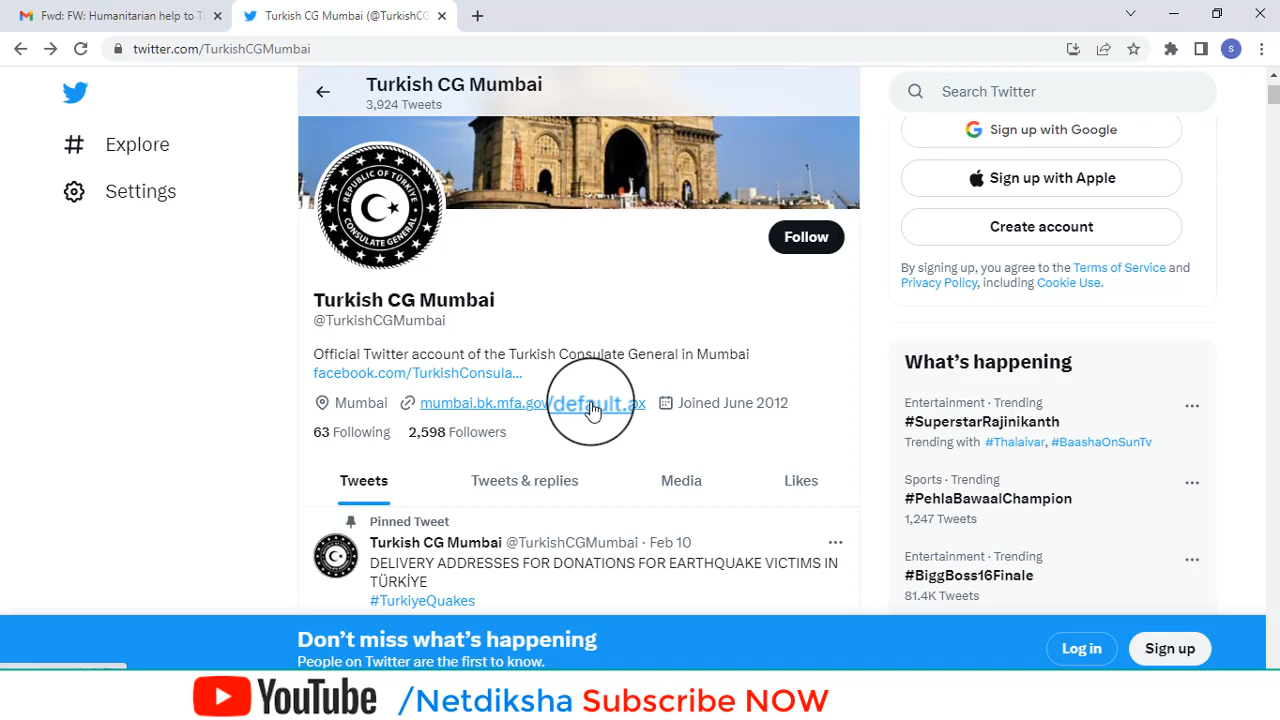 Fwd: FW: Humanitarian help to T
Turkish CG Mumbai (@TurkishCG
twitter.com/TurkishCGMumbai
S
Turkish CG Mumbai
3,924 Tweets
Search Twitter
Explore
Settings
REPUBLIC OF TÜRKİYE
CONSULATE GENERAL
Follow
Sign up with Google
Sign up with Apple
Create account
By signing up, you agree to the Terms of Service and
Privacy Policy, including Cookie Use.
Turkish CG Mumbai
@TurkishCGMumbai
Official Twitter account of the Turkish Consulate General in Mumbai
facebook.com/TurkishConsula...
Mumbai mumbai.bk.mfa.gov/default.ax Joined June 2012
63 Following 2,598 Followers
Tweets Tweets & replies Media Likes
Pinned Tweet
Turkish CG Mumbai @TurkishCGMumbai · Feb 10
DELIVERY ADDRESSES FOR DONATIONS FOR EARTHQUAKE VICTIMS IN
TÜRKİYE
#TurkiyeQuakes
What's happening
Entertainment · Trending
#SuperstarRajinikanth
Trending with #Thalaivar, #BaashaOnSunTv
Sports · Trending
#PehlaBawaalChampion
1,247 Tweets
Entertainment · Trending
#BiggBoss16Finale
81.4K Tweets
Don't miss what's happening
People on Twitter are the first to know.
Log in
Sign up
YouTube /Netdiksha Subscribe NOW